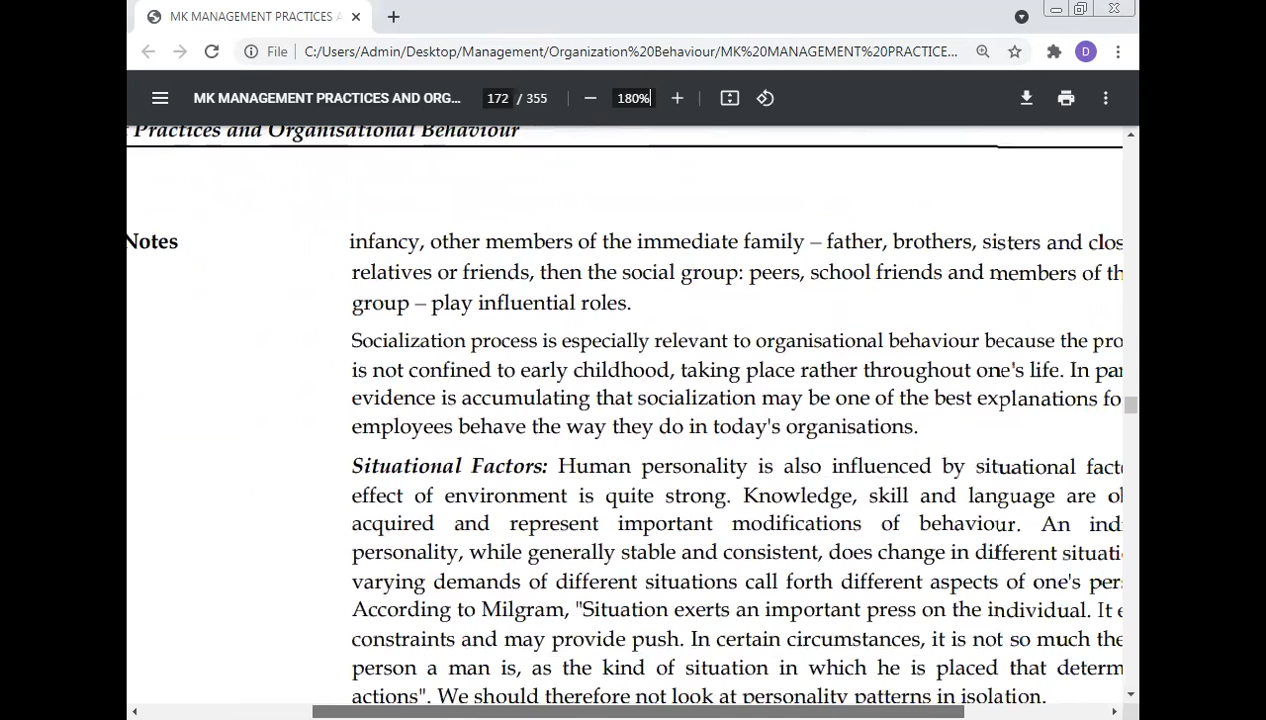 MK MANAGEMENT PRACTICES A
File C:/Users/Admin/Desktop/Management/Organization%20Behaviour/MK%20MANAGEMENT%20PRACTICE...
D
MK MANAGEMENT PRACTICES AND ORG...
172 / 355
180%
Practices and Organisational Behaviour
Notes
infancy, other members of the immediate family – father, brothers, sisters and clos
relatives or friends, then the social group: peers, school friends and members of th
group – play influential roles.
Socialization process is especially relevant to organisational behaviour because the pro
is not confined to early childhood, taking place rather throughout one's life. In par
evidence is accumulating that socialization may be one of the best explanations fo
employees behave the way they do in today's organisations.
Situational Factors: Human personality is also influenced by situational fact
effect of environment is quite strong. Knowledge, skill and language are o
acquired and represent important modifications of behaviour. An indi
personality, while generally stable and consistent, does change in different situati
varying demands of different situations call forth different aspects of one's pers
According to Milgram, "Situation exerts an important press on the individual. It e
constraints and may provide push. In certain circumstances, it is not so much the
person a man is, as the kind of situation in which he is placed that determ
actions". We should therefore not look at personality patterns in isolation.